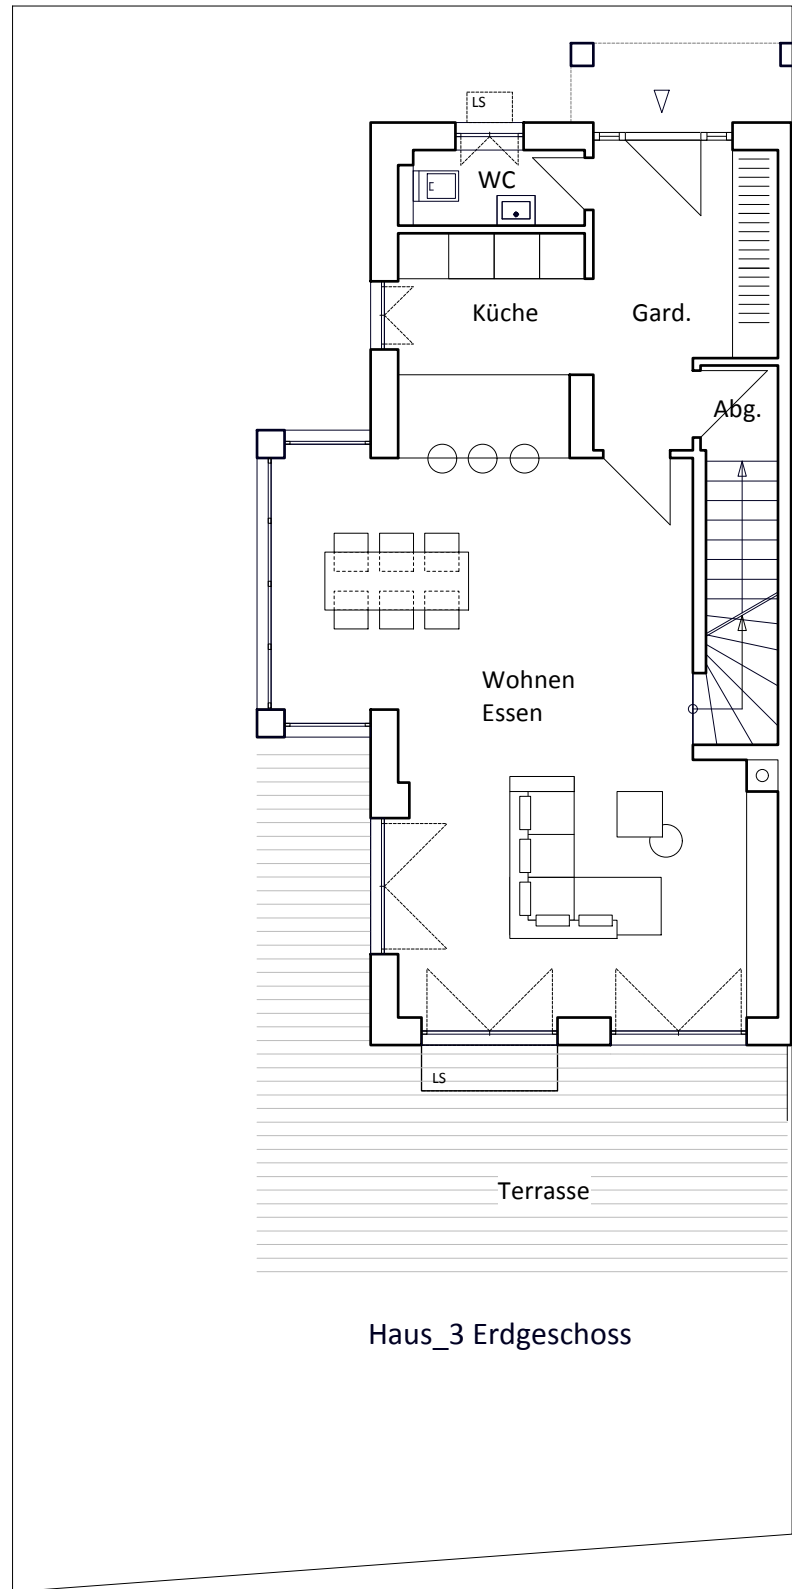 LS
WC
Küche
Gard.
Abg.
Wohnen
Essen
LS
Terrasse
Haus_3 Erdgeschoss